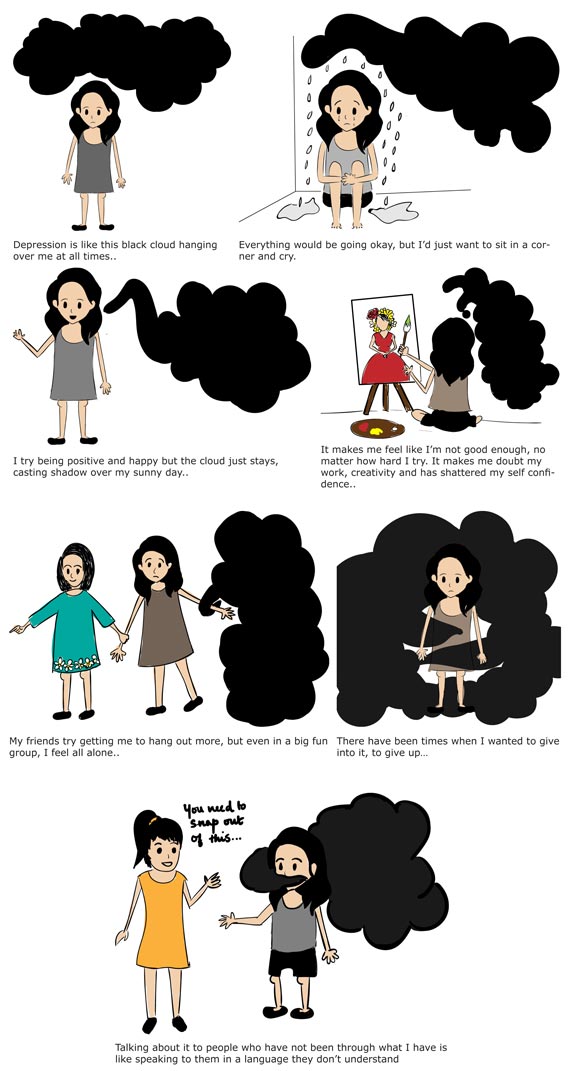 Depression is like this black cloud hanging
over me at all times..
Everything would be going okay, but I'd just want to sit in a cor-
ner and cry.
I try being positive and happy but the cloud just stays,
casting shadow over my sunny day..
It makes me feel like I'm not good enough, no
matter how hard I try. It makes me doubt my
work, creativity and has shattered my self confi-
dence..
My friends try getting me to hang out more, but even in a big fun
group, I feel all alone..
There have been times when I wanted to give
into it, to give up...
You need to
snap out
of this...
Talking about it to people who have not been through what I have is
like speaking to them in a language they don't understand